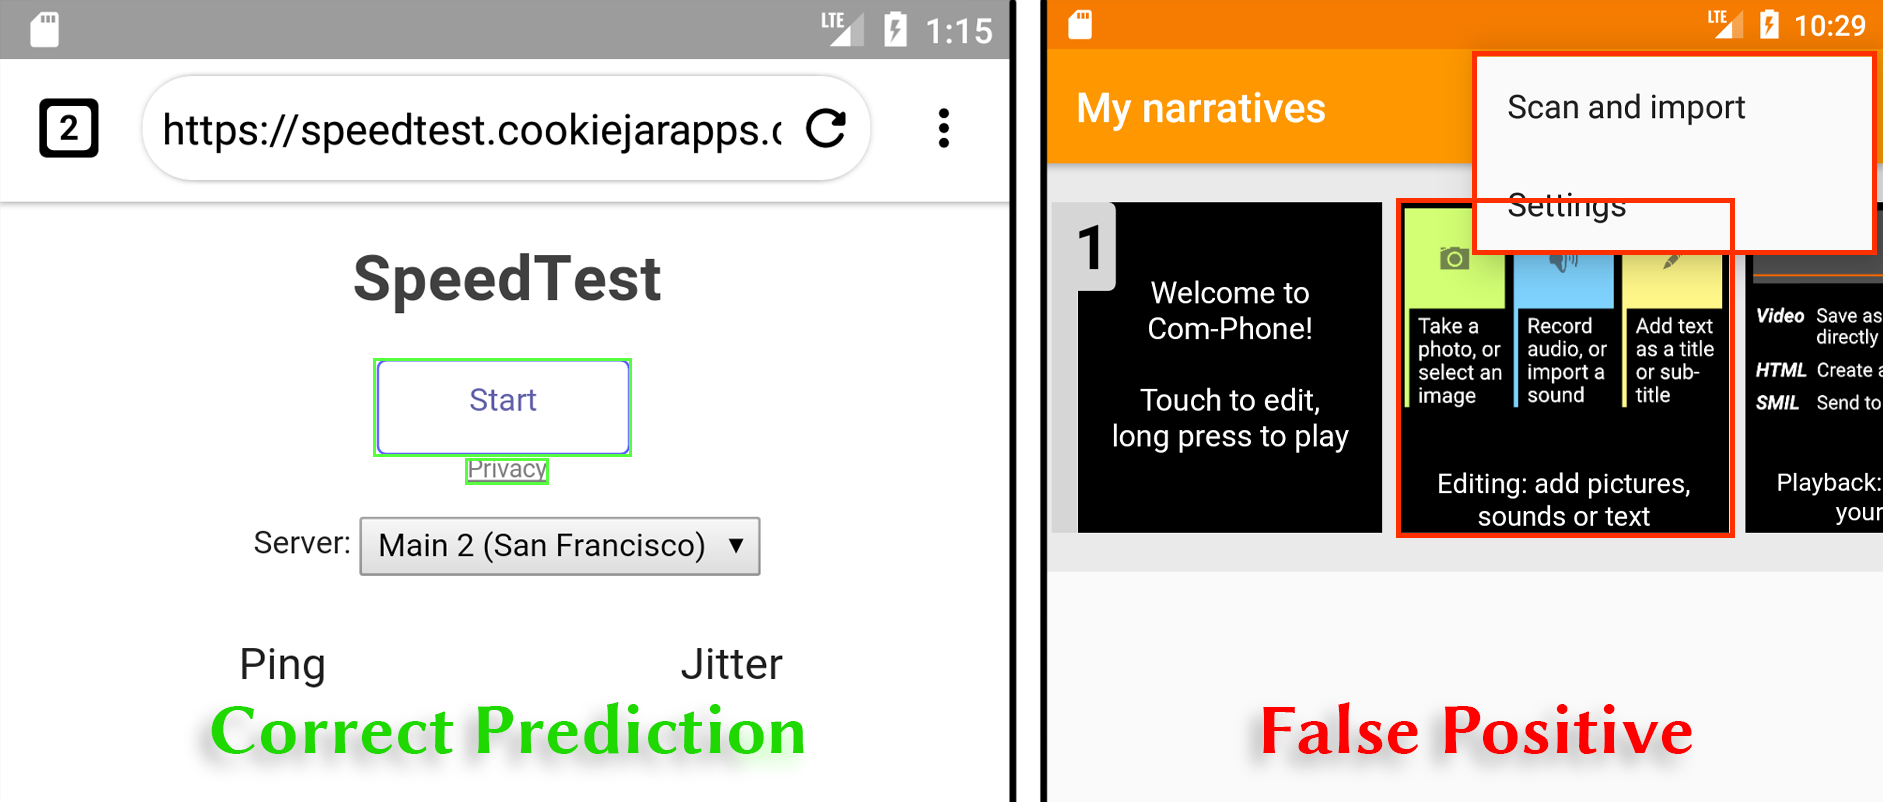 LTE 1:15
2 https://speedtest.cookiejarapps.c
SpeedTest
Start
Privacy
Server: Main 2 (San Francisco)
Ping Jitter
Correct Prediction
LTE 10:29
My narratives
Scan and import
Settings
1
Welcome to
Com-Phone!
Touch to edit,
long press to play
Take a
photo, or
select an
image
Record
audio, or
import a
sound
Add text
as a title
or sub-
title
Editing: add pictures,
sounds or text
Video Save as
directly
HTML Create a
SMIL Send to
Playback:
your
False Positive